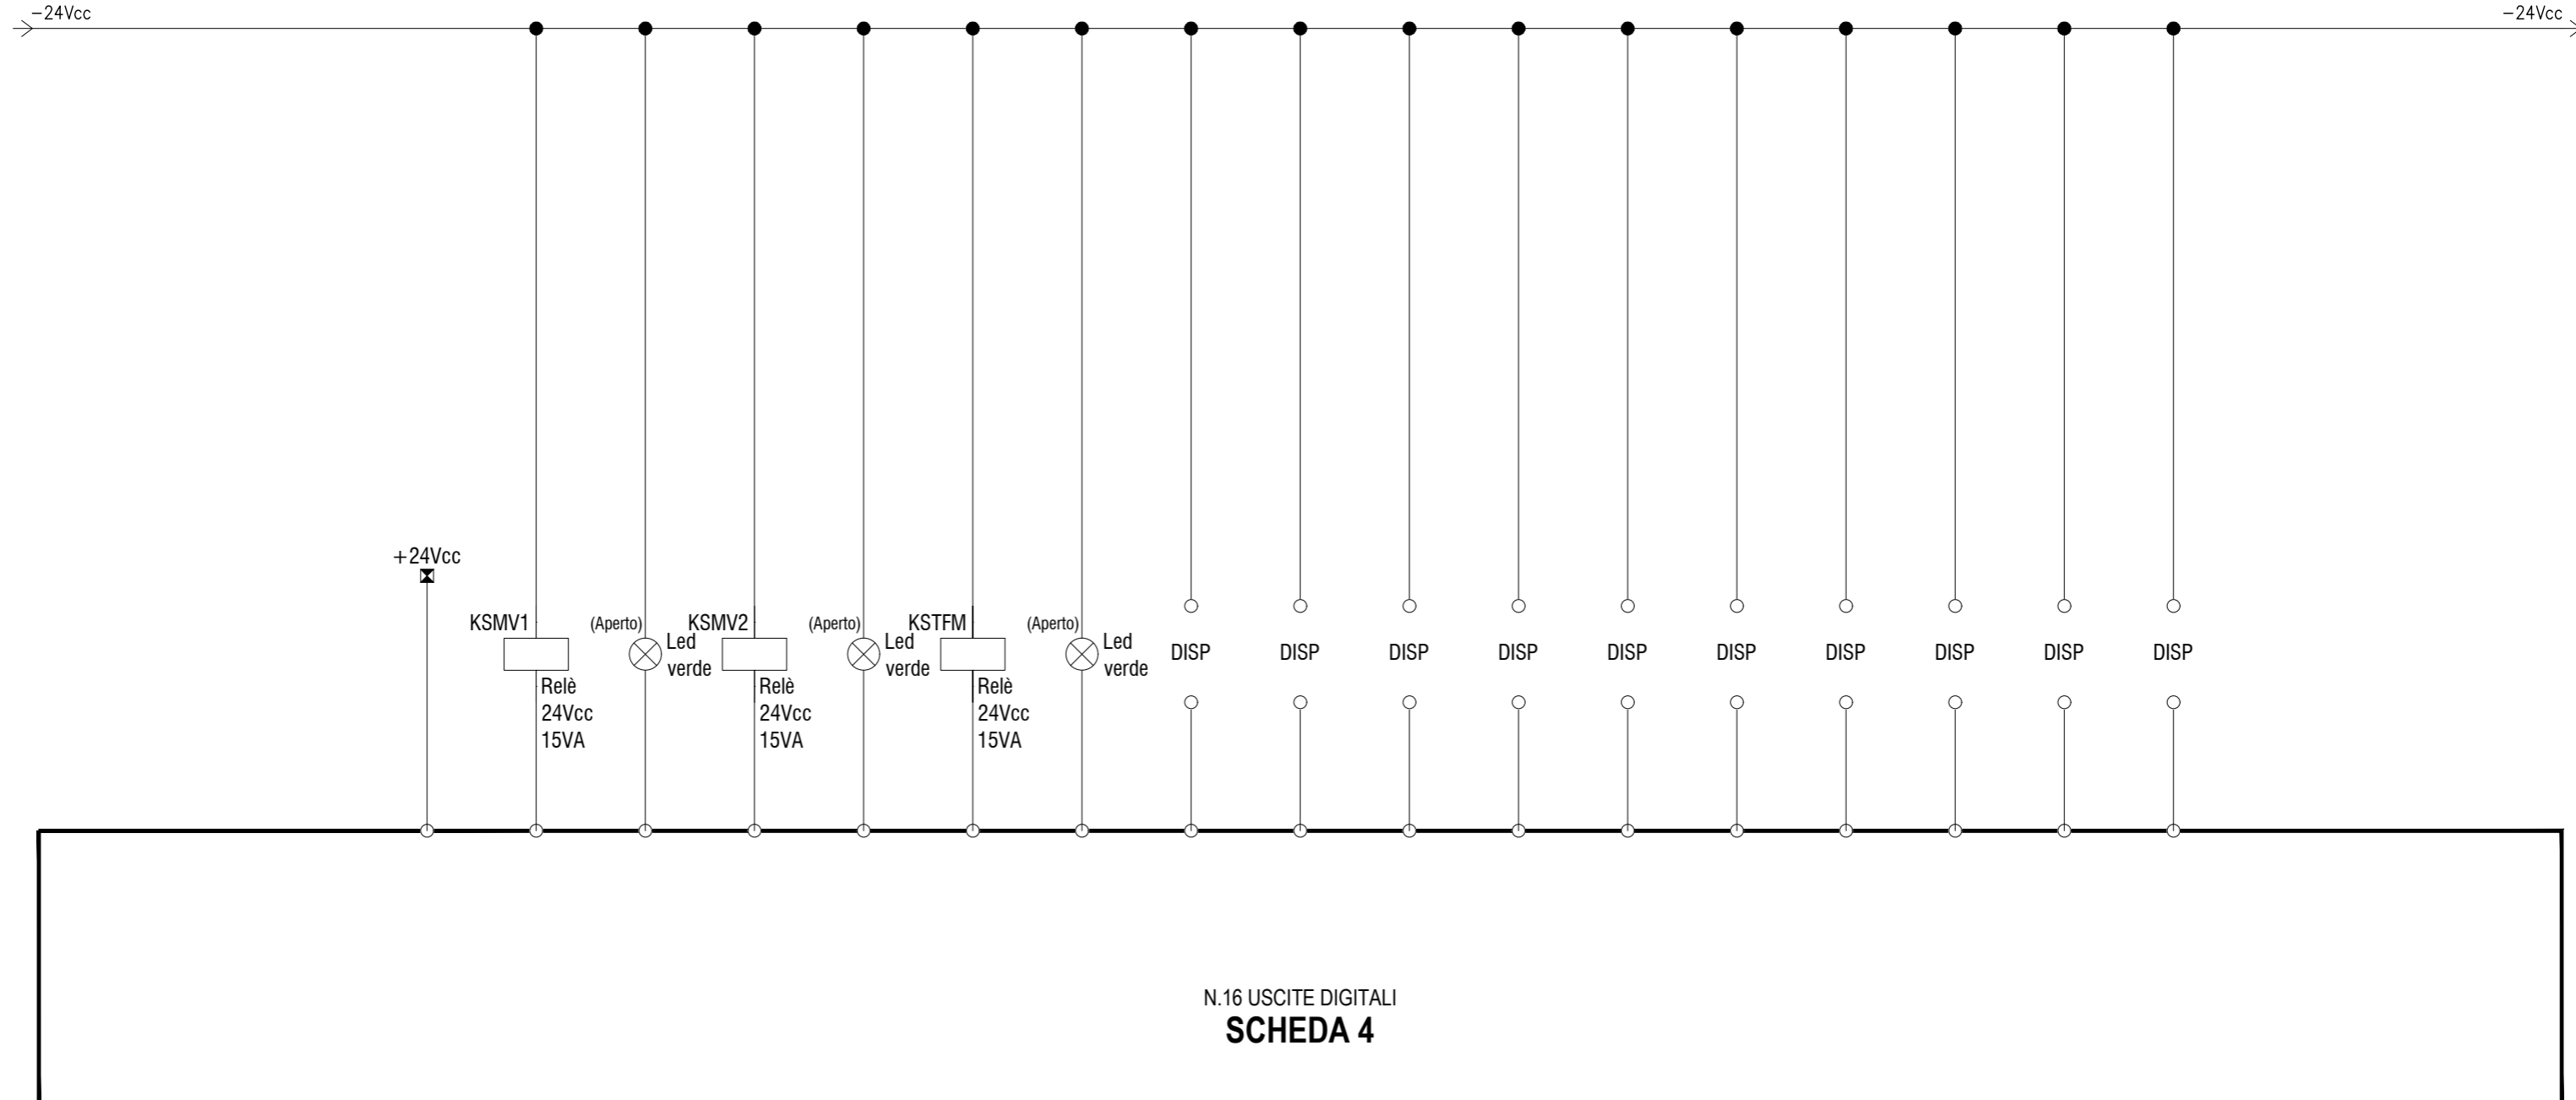 −24Vcc
−24Vcc
+24Vcc
KSMV1
Relè
24Vcc
15VA
(Aperto)
Led
verde
KSMV2
Relè
24Vcc
15VA
(Aperto)
Led
verde
KSTFM
Relè
24Vcc
15VA
(Aperto)
Led
verde
DISP
DISP
DISP
DISP
DISP
DISP
DISP
DISP
DISP
DISP
N.16 USCITE DIGITALI
SCHEDA 4